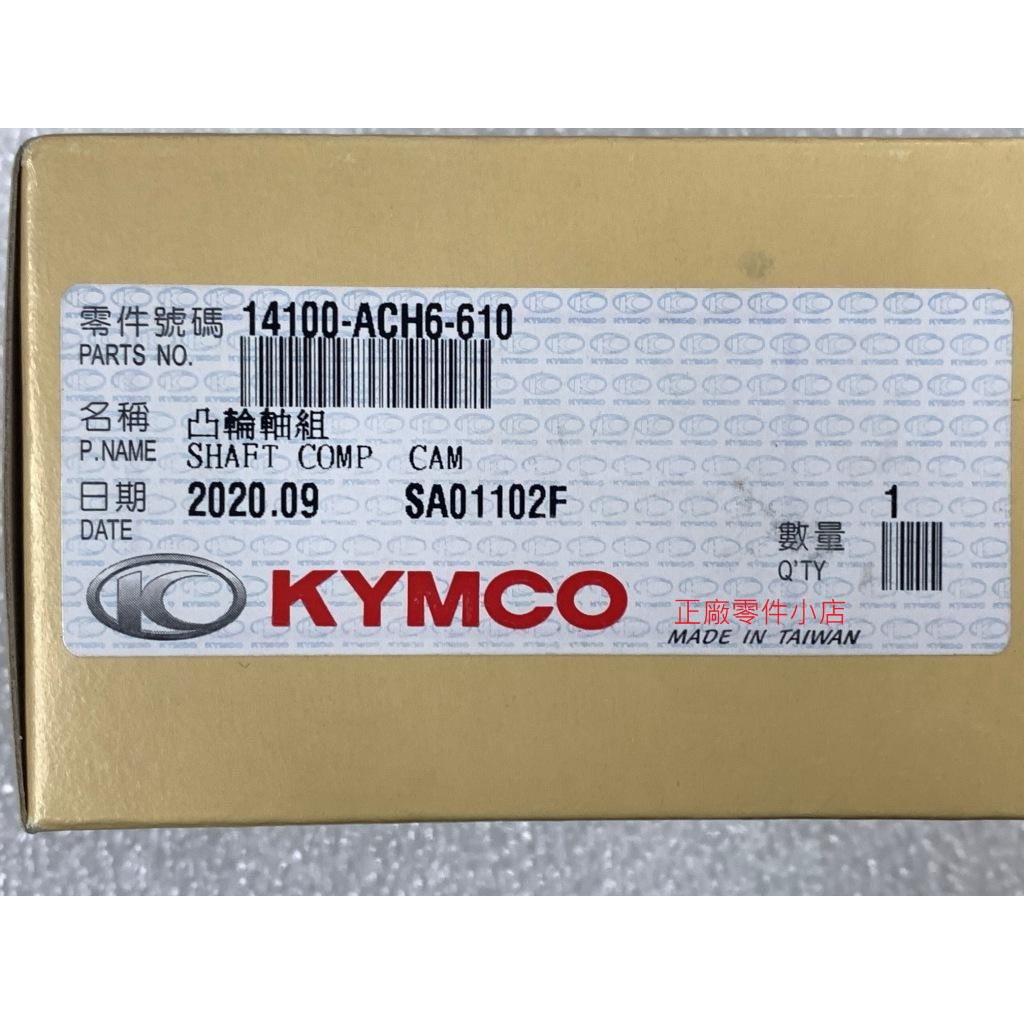 零件號碼 14100-ACH6-610
PARTS NO.
名稱 凸輪軸組
P.NAME SHAFT COMP CAM
日期 2020.09 SA01102F 1
DATE
數量
Q'TY
KYMCO
正廠零件小店
MADE IN TAIWAN